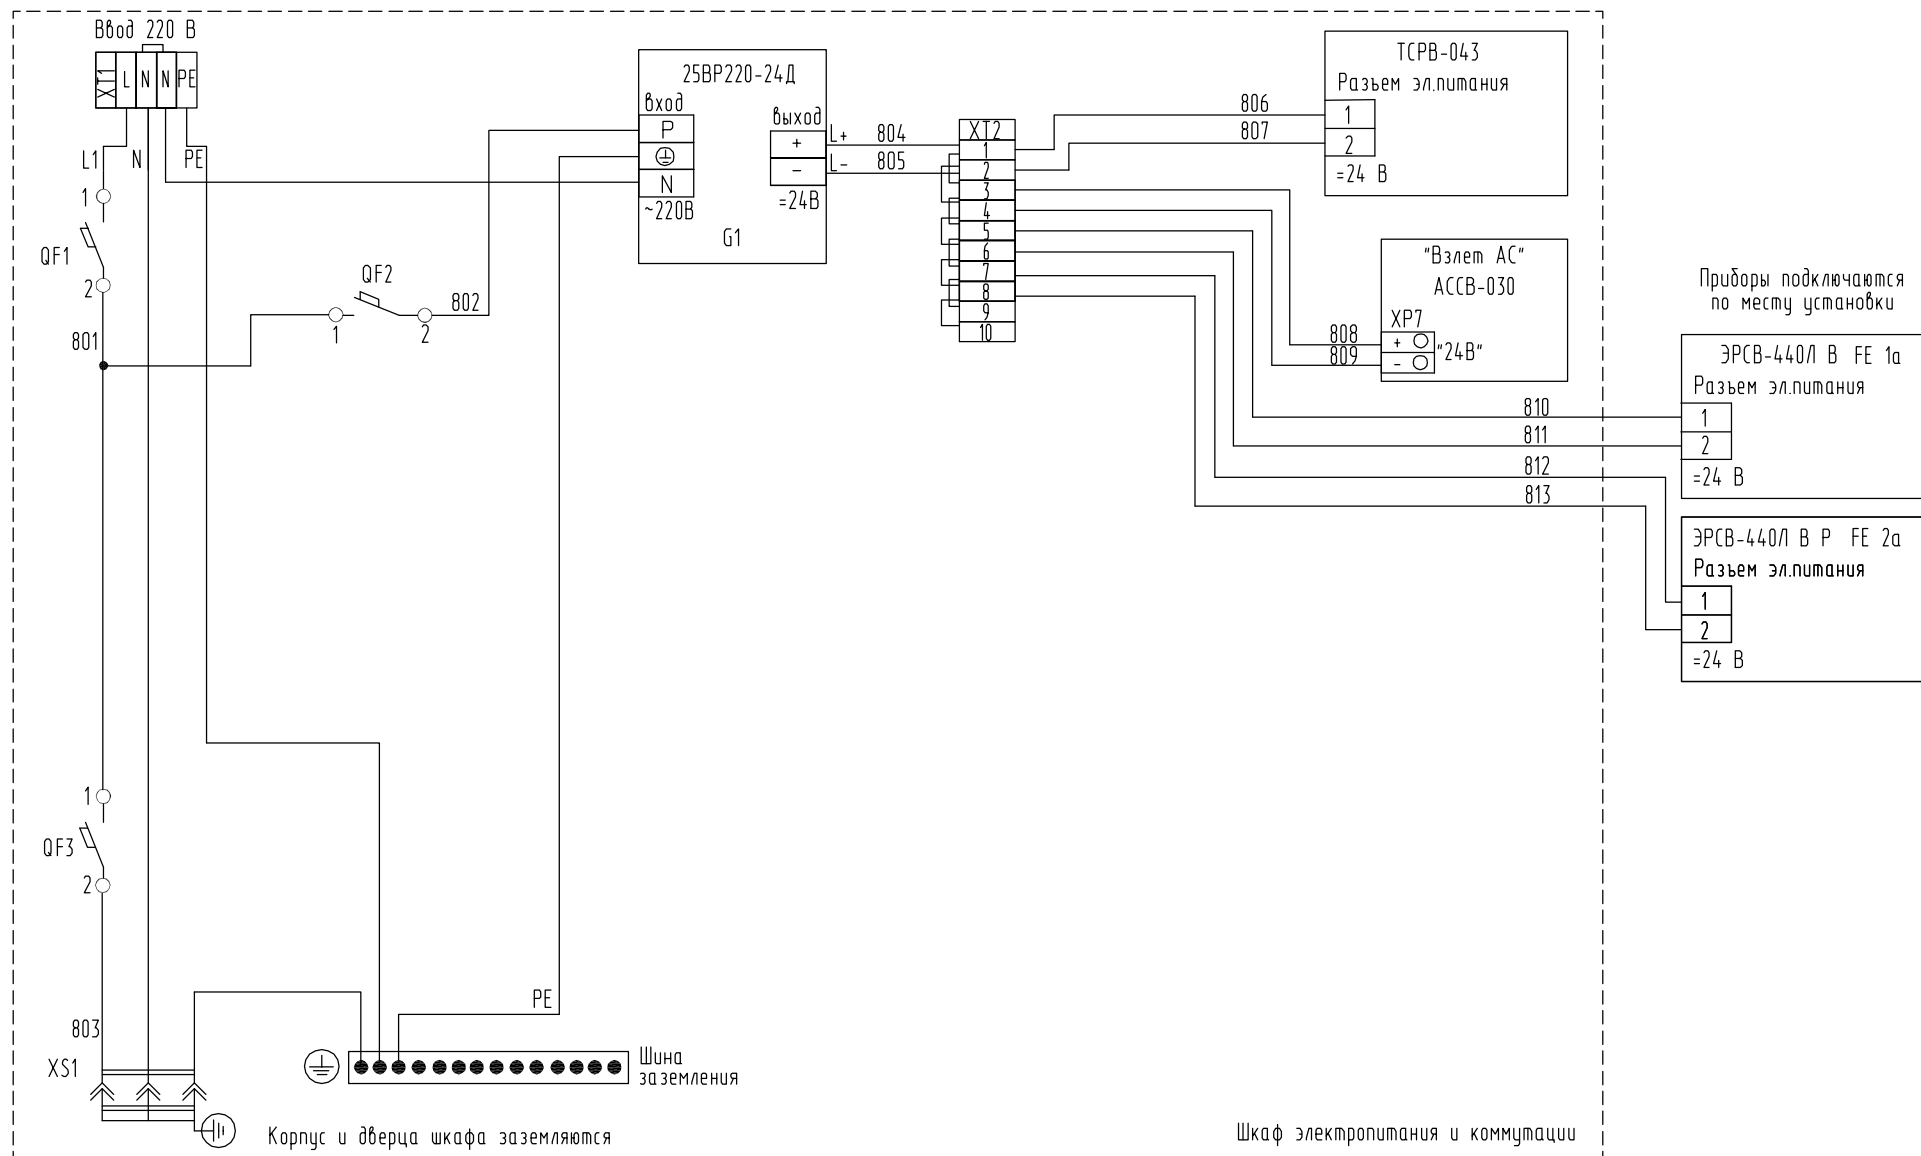 Ввод 220 В
XT1 L N N PE
L1 N PE
1
QF1
2
801
QF2
1 2
802
25ВР220-24Д
вход
P
N
~220В
выход
+
-
=24В
G1
L+ 804
L- 805
XT2
1
2
3
4
5
6
7
8
9
10
806
807
ТСРВ-043
Разъем эл.питания
1
2
=24 В
"Взлет АС"
АССВ-030
XP7
808
+
809
-
"24В"
Приборы подключаются
по месту установки
ЭРСВ-440Л В FE 1а
Разъем эл.питания
810
1
811
2
=24 В
812
813
ЭРСВ-440Л В Р FE 2а
Разъем эл.питания
1
2
=24 В
1
QF3
2
803
XS1
PE
Шина
заземления
Корпус и дверца шкафа заземляются
Шкаф электропитания и коммутации